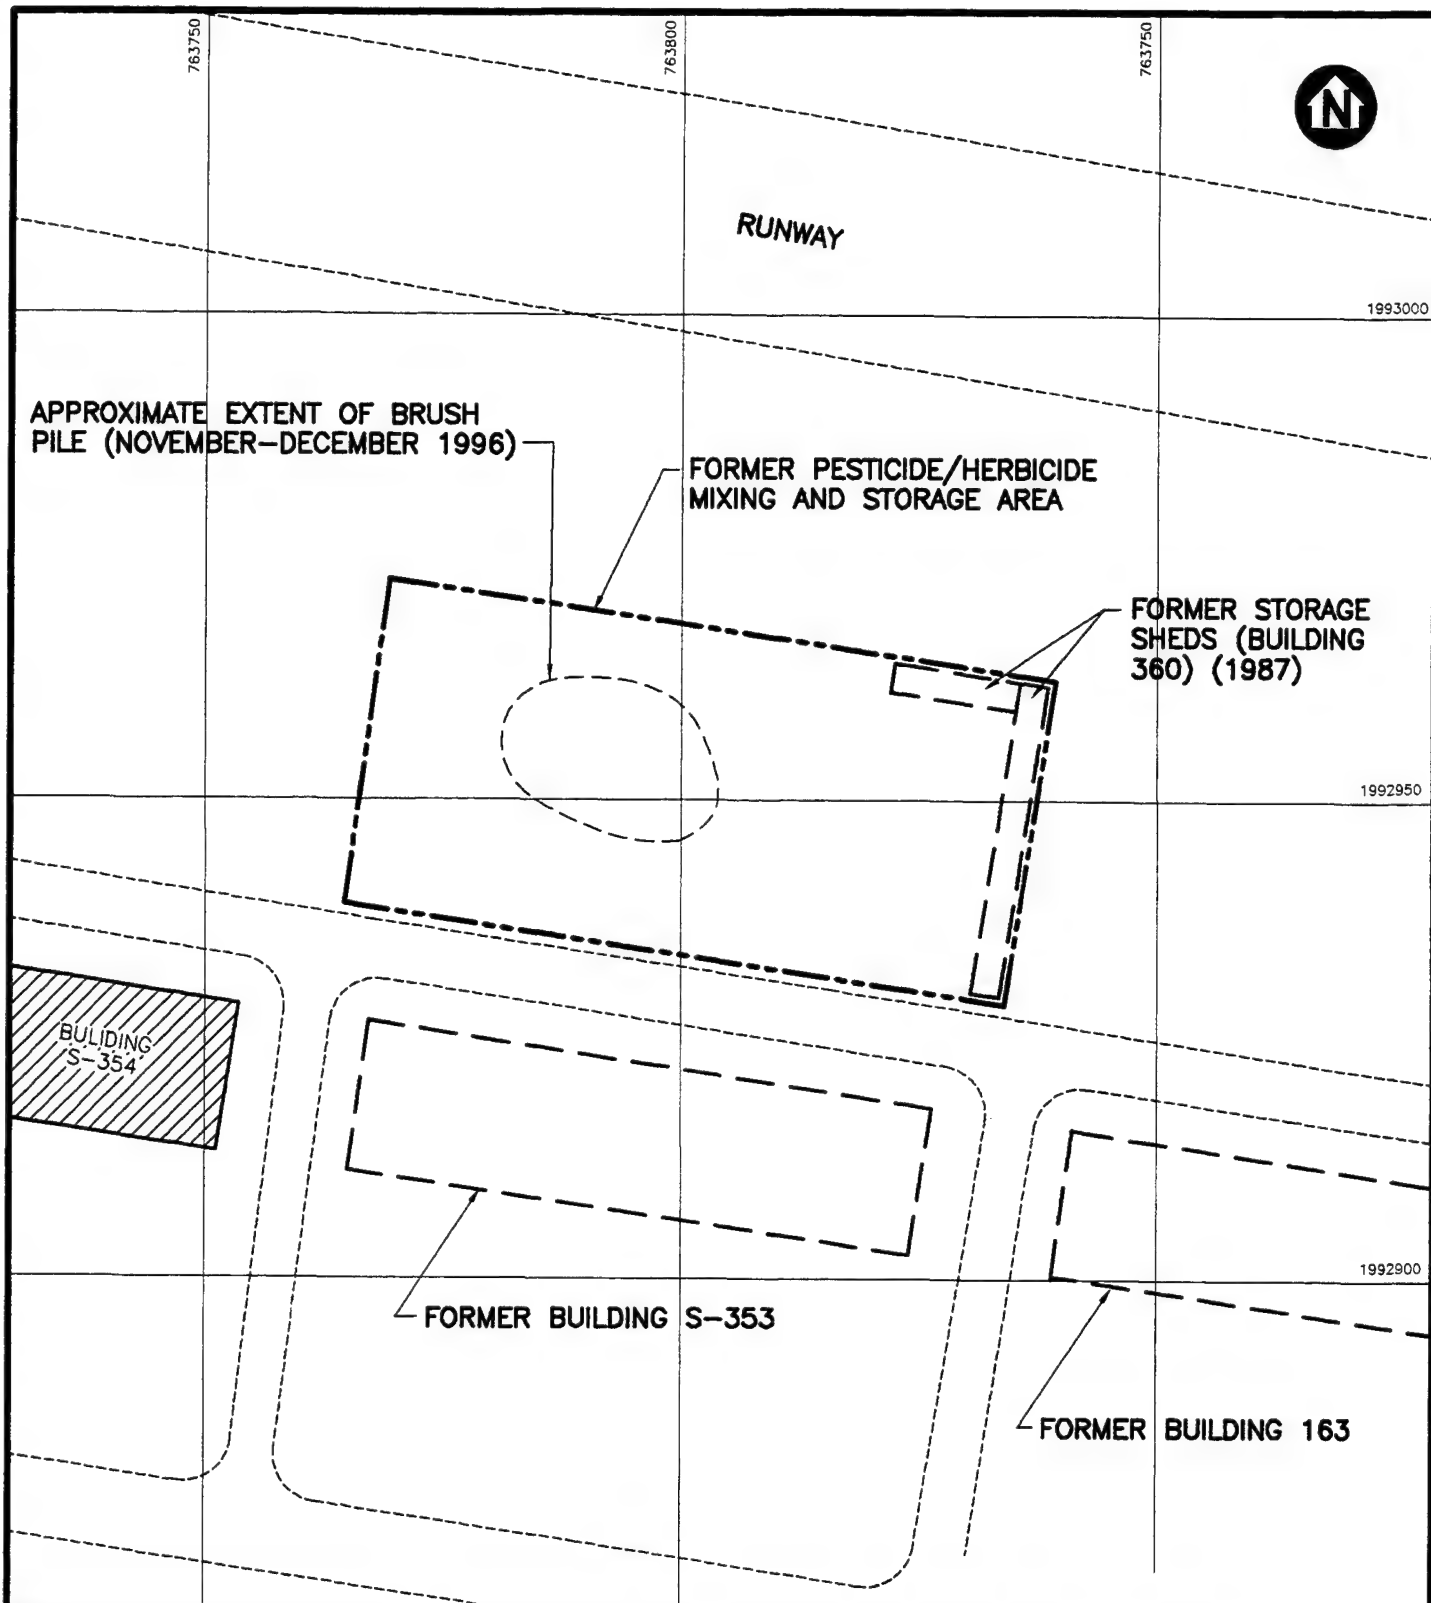 763750
763800
763750
N
RUNWAY
1993000
APPROXIMATE EXTENT OF BRUSH
PILE (NOVEMBER-DECEMBER 1996)
FORMER PESTICIDE/HERBICIDE
MIXING AND STORAGE AREA
FORMER STORAGE
SHEDS (BUILDING
360) (1987)
1992950
BULIDING
S-354
1992900
FORMER BUILDING S-353
FORMER BUILDING 163